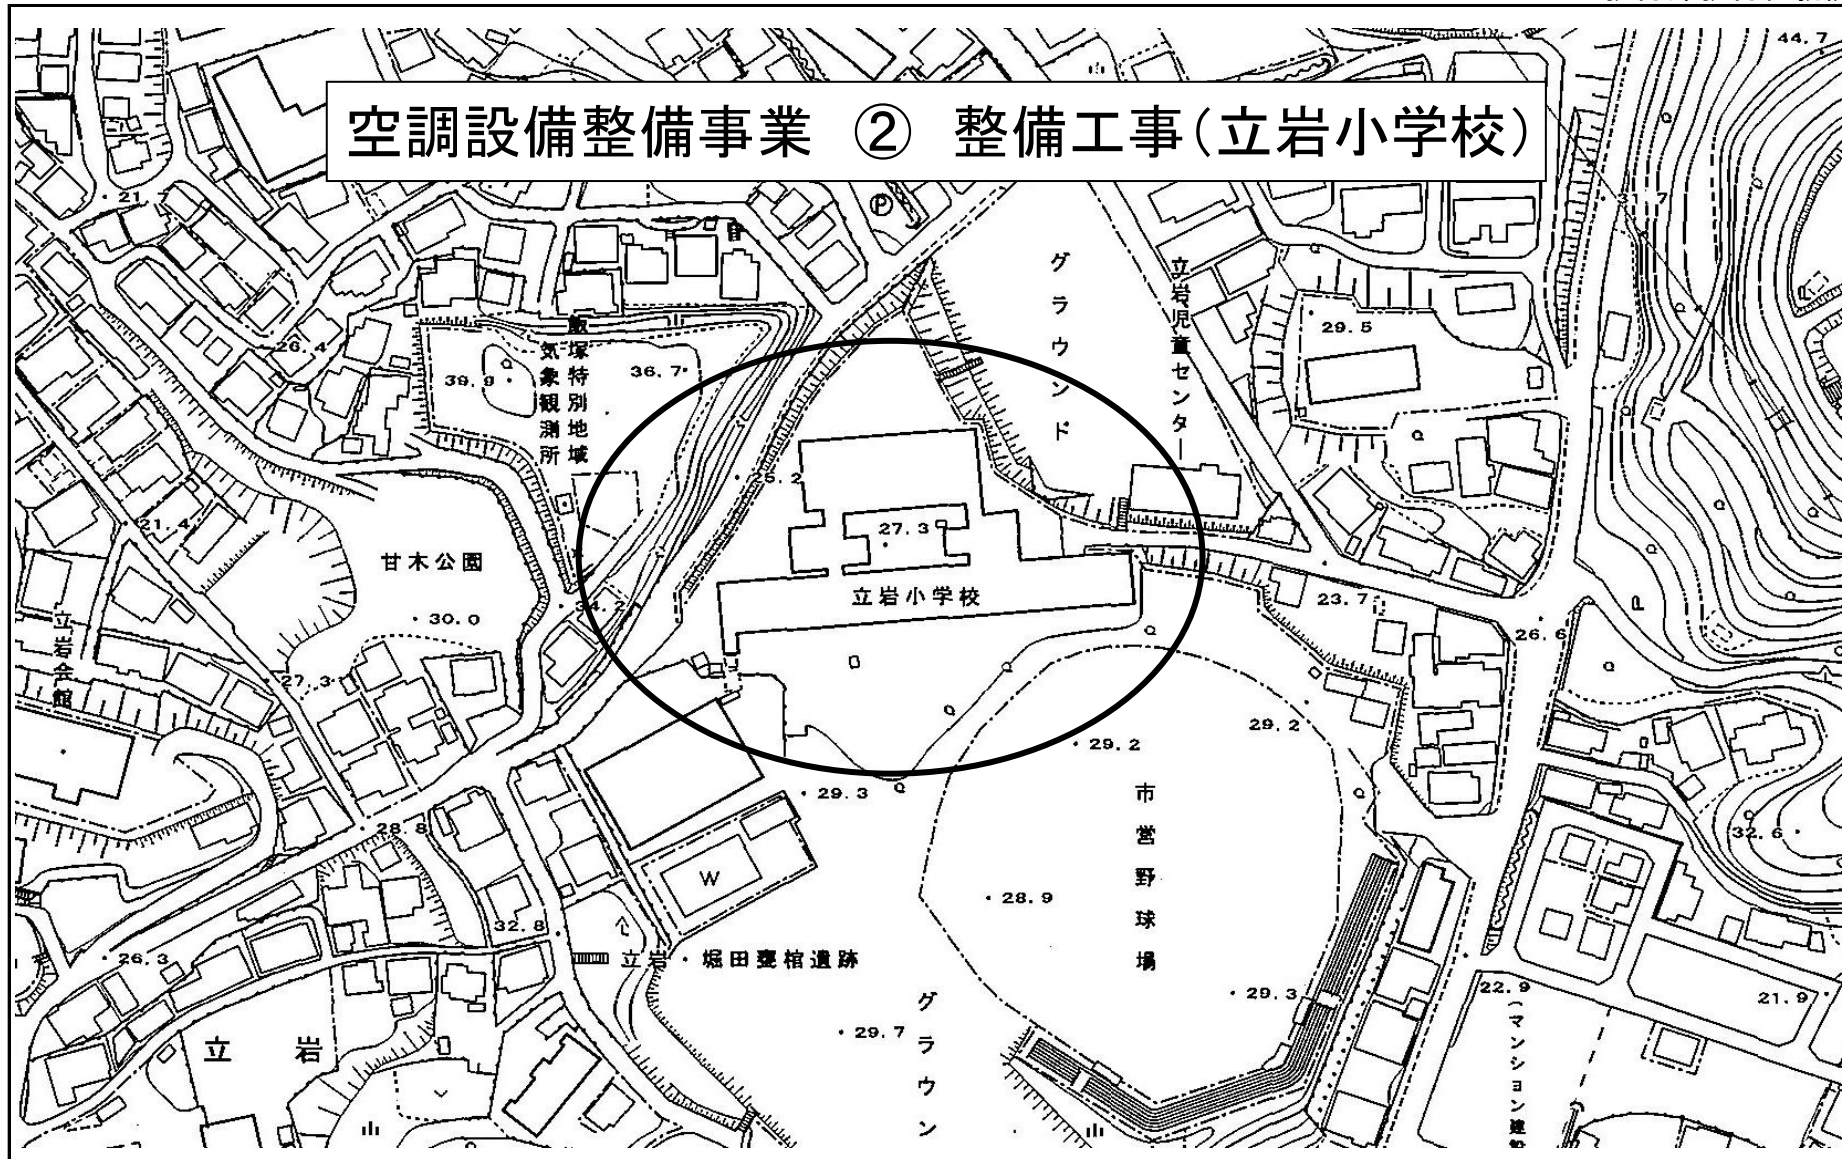 空調設備整備事業　②　整備工事(立岩小学校)
44.7
21
P
グラウンド
立岩児童センター
29.5
26.4
飯塚特別地域
気象観測所
39.9
36.7
25.2
27.3
21.4
甘木公園
立岩小学校
34.2
23.7
30.0
26.6
立岩会館
27.3
29.2
29.2
29.3
市営野球場
28.8
32.6
W
28.9
32.8
26.3
立岩・堀田甕棺遺跡
22.9
29.3
21.9
グラウン
29.7
立岩
(マンション建設